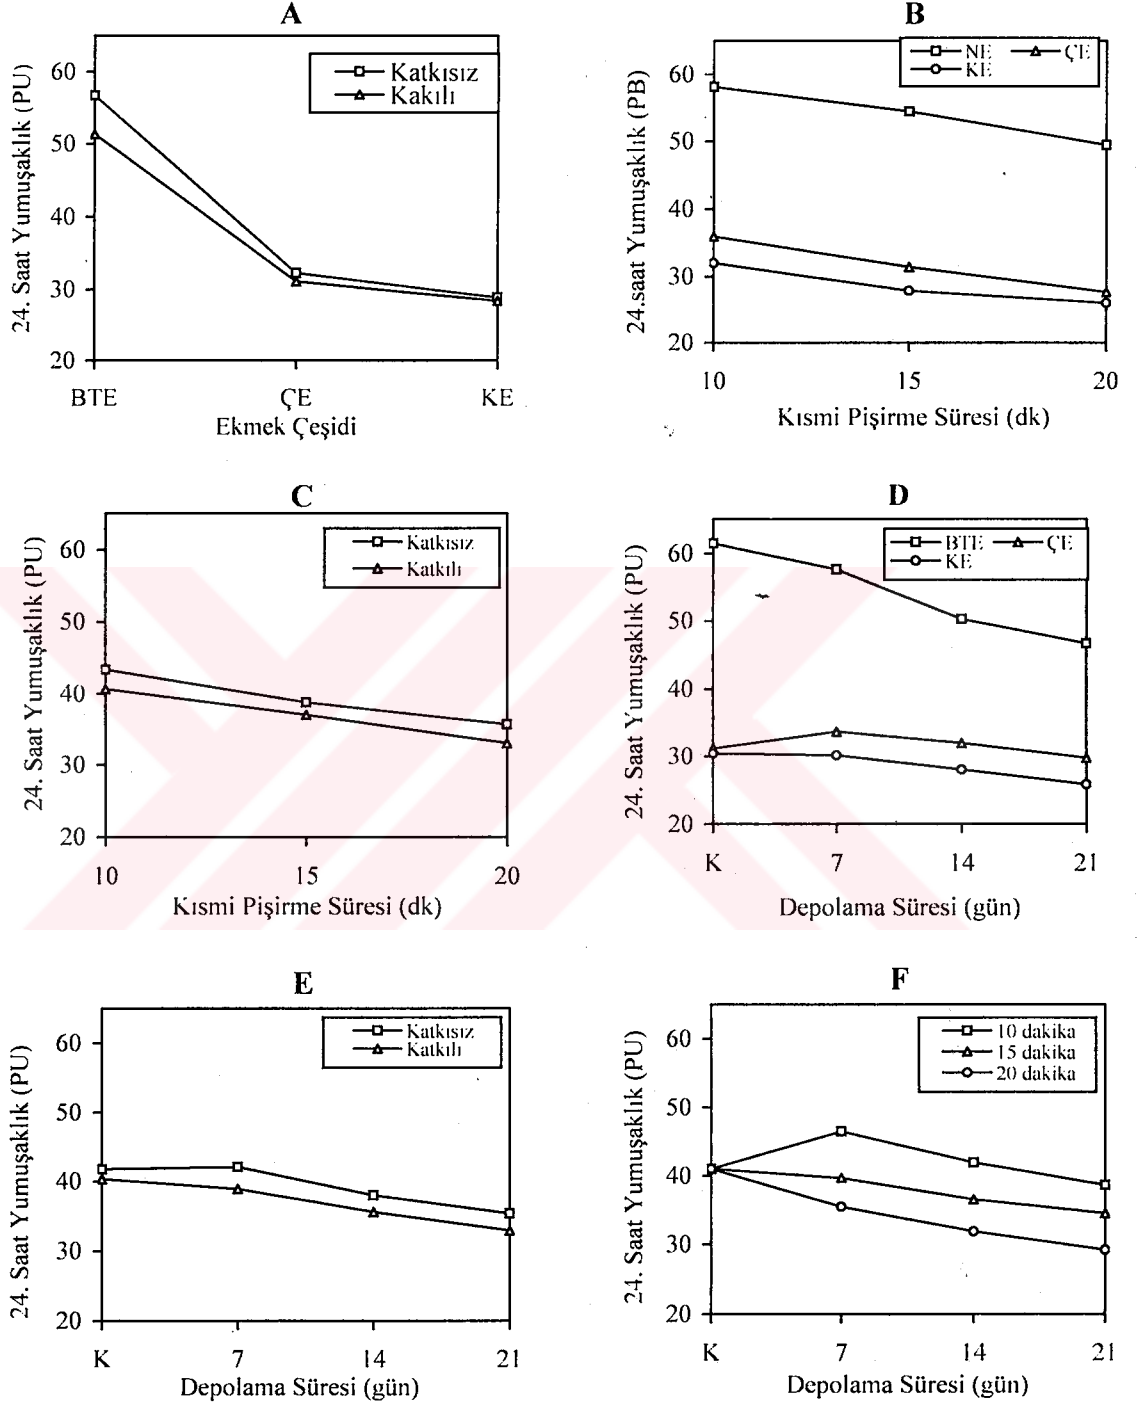 A
24. Saat Yumuşaklık (PU)
60
50
40
30
20
Katkısız
Kakılı
BTE ÇE KE
Ekmek Çeşidi
B
24.saat Yumuşaklık (PB)
60
50
40
30
20
NE ÇE
KE
10 15 20
Kısmi Pişirme Süresi (dk)
C
24. Saat Yumuşaklık (PU)
60
50
40
30
20
Katkısız
Katkılı
10 15 20
Kısmi Pişirme Süresi (dk)
D
24. Saat Yumuşaklık (PU)
60
50
40
30
20
BTE ÇE
KE
K 7 14 21
Depolama Süresi (gün)
E
24. Saat Yumuşaklık (PU)
60
50
40
30
20
Katkısız
Katkılı
K 7 14 21
Depolama Süresi (gün)
F
24. Saat Yumuşaklık (PU)
60
50
40
30
20
10 dakika
15 dakika
20 dakika
K 7 14 21
Depolama Süresi (gün)